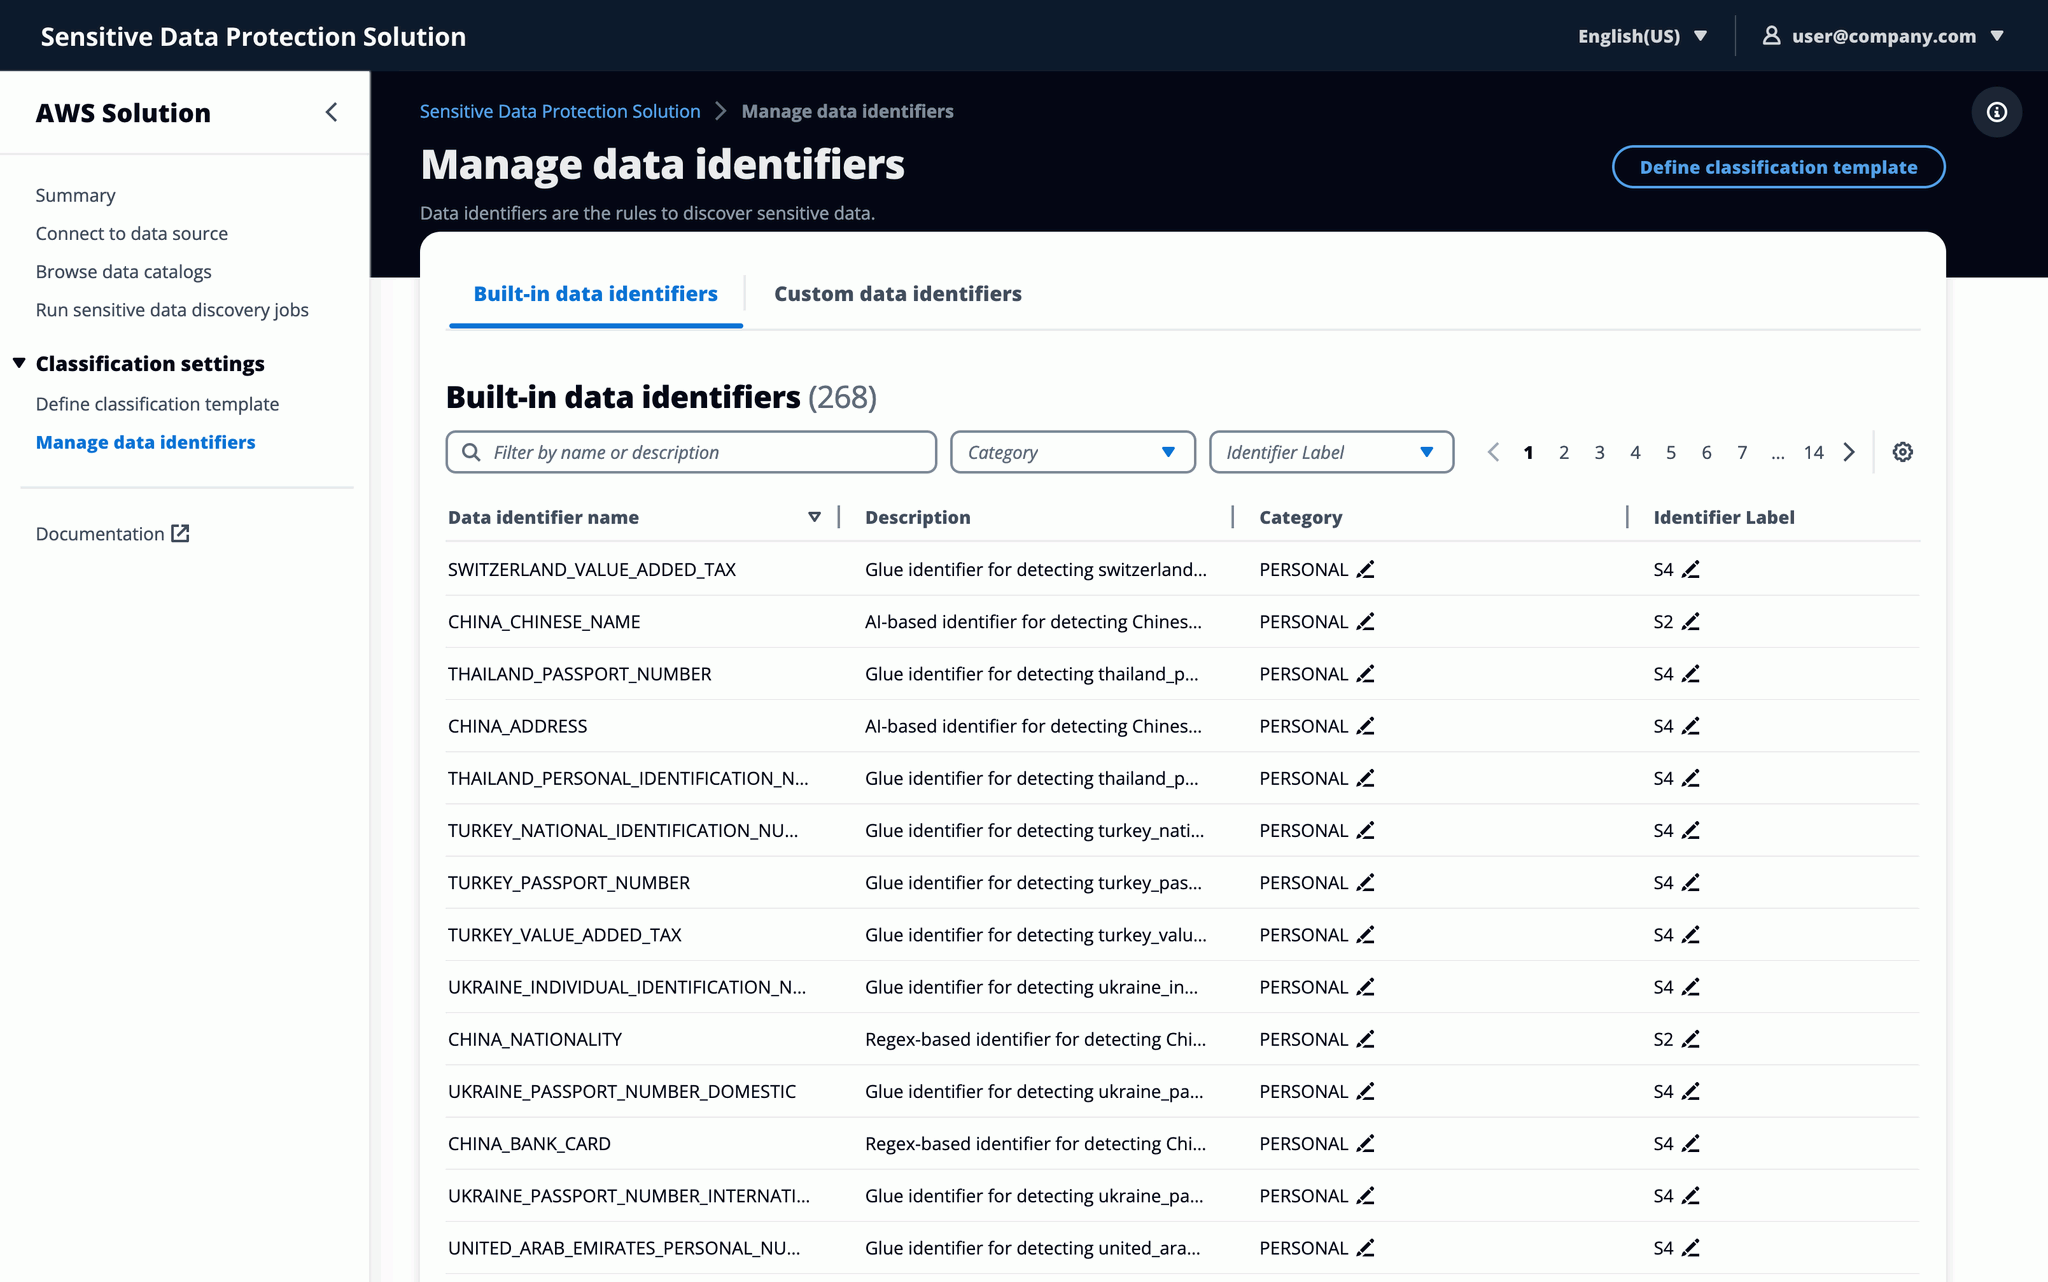 Sensitive Data Protection Solution
English(US)
user@company.com
AWS Solution
Summary
Connect to data source
Browse data catalogs
Run sensitive data discovery jobs
Classification settings
Define classification template
Manage data identifiers
Documentation
Sensitive Data Protection Solution > Manage data identifiers
Manage data identifiers
Define classification template
Data identifiers are the rules to discover sensitive data.
Built-in data identifiers
Custom data identifiers
Built-in data identifiers (268)
Filter by name or description
Category
Identifier Label
1 2 3 4 5 6 7 ... 14
Data identifier name Description Category Identifier Label
SWITZERLAND_VALUE_ADDED_TAX Glue identifier for detecting switzerland... PERSONAL S4
CHINA_CHINESE_NAME AI-based identifier for detecting Chines... PERSONAL S2
THAILAND_PASSPORT_NUMBER Glue identifier for detecting thailand_p... PERSONAL S4
CHINA_ADDRESS AI-based identifier for detecting Chines... PERSONAL S4
THAILAND_PERSONAL_IDENTIFICATION_N... Glue identifier for detecting thailand_p... PERSONAL S4
TURKEY_NATIONAL_IDENTIFICATION_NU... Glue identifier for detecting turkey_nati... PERSONAL S4
TURKEY_PASSPORT_NUMBER Glue identifier for detecting turkey_pas... PERSONAL S4
TURKEY_VALUE_ADDED_TAX Glue identifier for detecting turkey_valu... PERSONAL S4
UKRAINE_INDIVIDUAL_IDENTIFICATION_N... Glue identifier for detecting ukraine_in... PERSONAL S4
CHINA_NATIONALITY Regex-based identifier for detecting Chi... PERSONAL S2
UKRAINE_PASSPORT_NUMBER_DOMESTIC Glue identifier for detecting ukraine_pa... PERSONAL S4
CHINA_BANK_CARD Regex-based identifier for detecting Chi... PERSONAL S4
UKRAINE_PASSPORT_NUMBER_INTERNATI... Glue identifier for detecting ukraine_pa... PERSONAL S4
UNITED_ARAB_EMIRATES_PERSONAL_NU... Glue identifier for detecting united_ara... PERSONAL S4